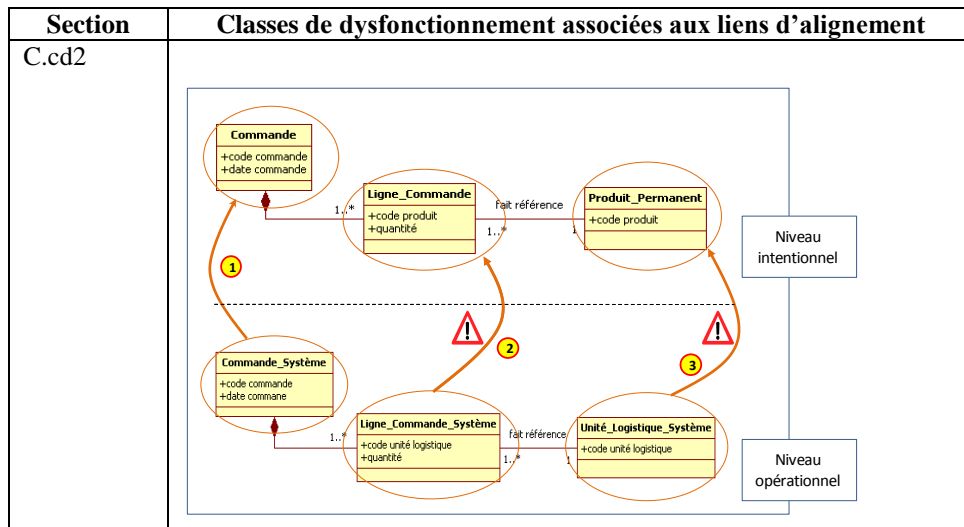 Section Classes de dysfonctionnement associées aux liens d’alignement
C.cd2
Commande
+code commande
+date commande
1..*
Ligne_Commande
+code produit
+quantité
fait référence
1..*
1
Produit_Permanent
+code produit
Niveau
intentionnel
1
2
3
Commande_Système
+code commande
+date commane
1..*
Ligne_Commande_Système
+code unité logistique
+quantité
fait référence
1..*
1
Unité_Logistique_Système
+code unité logistique
Niveau
opérationnel